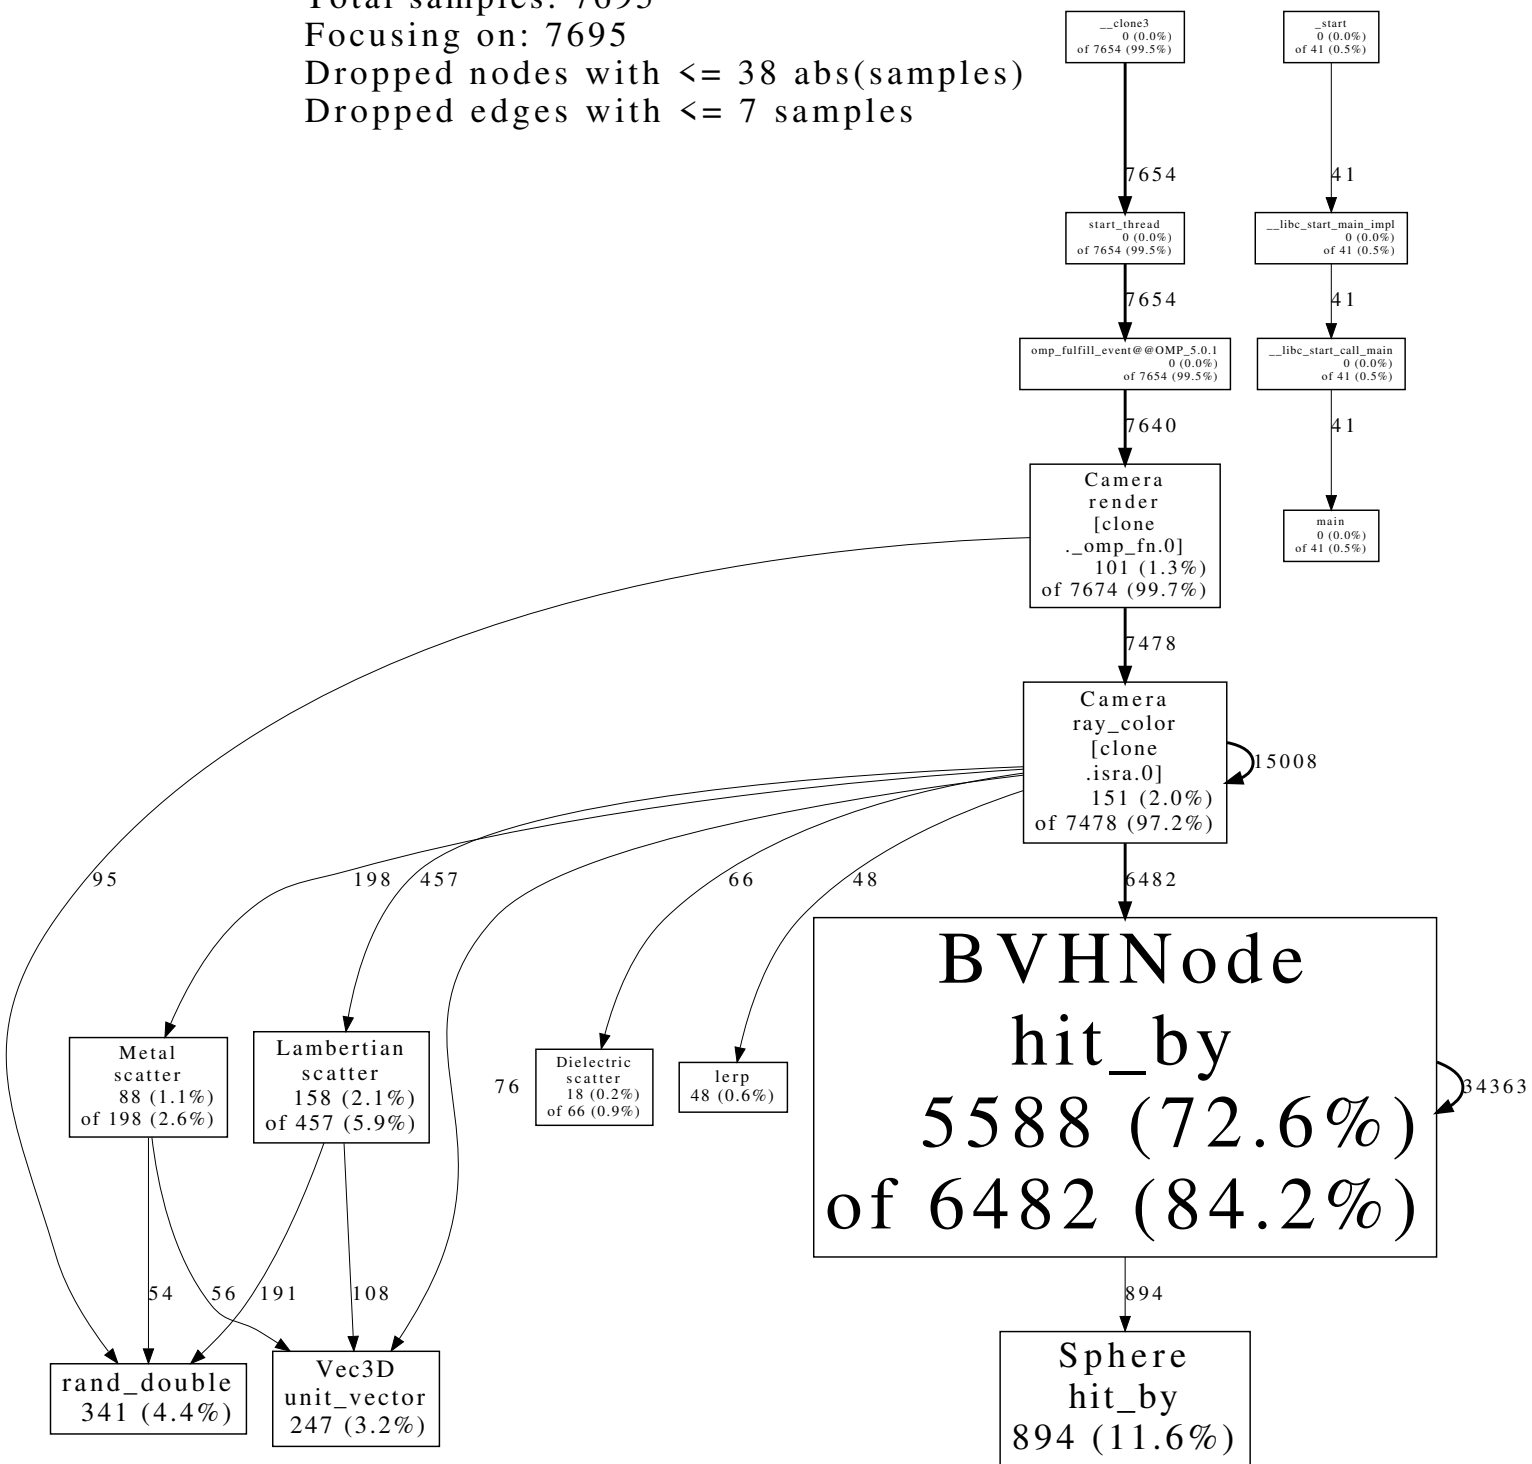 Total samples: 7695
Focusing on: 7695
Dropped nodes with <= 38 abs(samples)
Dropped edges with <= 7 samples
__clone3
0 (0.0%)
of 7654 (99.5%)
_start
0 (0.0%)
of 41 (0.5%)
7654
41
start_thread
0 (0.0%)
of 7654 (99.5%)
__libc_start_main_impl
0 (0.0%)
of 41 (0.5%)
7654
41
omp_fulfill_event@@OMP_5.0.1
0 (0.0%)
of 7654 (99.5%)
__libc_start_call_main
0 (0.0%)
of 41 (0.5%)
7640
41
Camera
render
[clone
._omp_fn.0]
101 (1.3%)
of 7674 (99.7%)
main
0 (0.0%)
of 41 (0.5%)
7478
Camera
ray_color
[clone
.isra.0]
151 (2.0%)
of 7478 (97.2%)
15008
95
198
457
66
48
6482
BVHNode
hit_by
5588 (72.6%)
of 6482 (84.2%)
34363
Metal
scatter
88 (1.1%)
of 198 (2.6%)
Lambertian
scatter
158 (2.1%)
of 457 (5.9%)
76
Dielectric
scatter
18 (0.2%)
of 66 (0.9%)
lerp
48 (0.6%)
54
56
191
108
894
rand_double
341 (4.4%)
Vec3D
unit_vector
247 (3.2%)
Sphere
hit_by
894 (11.6%)